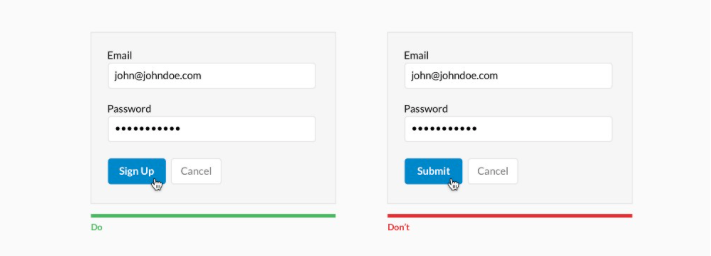 Email
john@johndoe.com
Password
•••••••••••
Sign Up Cancel
Do
Email
john@johndoe.com
Password
•••••••••••
Submit Cancel
Don't